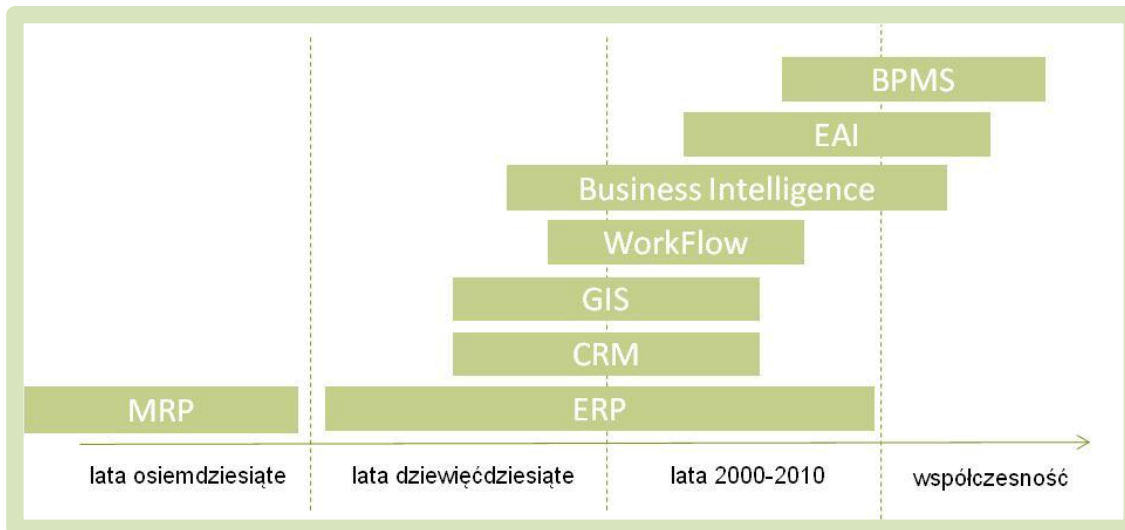 BPMS
EAI
Business Intelligence
WorkFlow
GIS
CRM
MRP
ERP
lata osiemdziesiąte
lata dziewięćdziesiąte
lata 2000-2010
współczesność